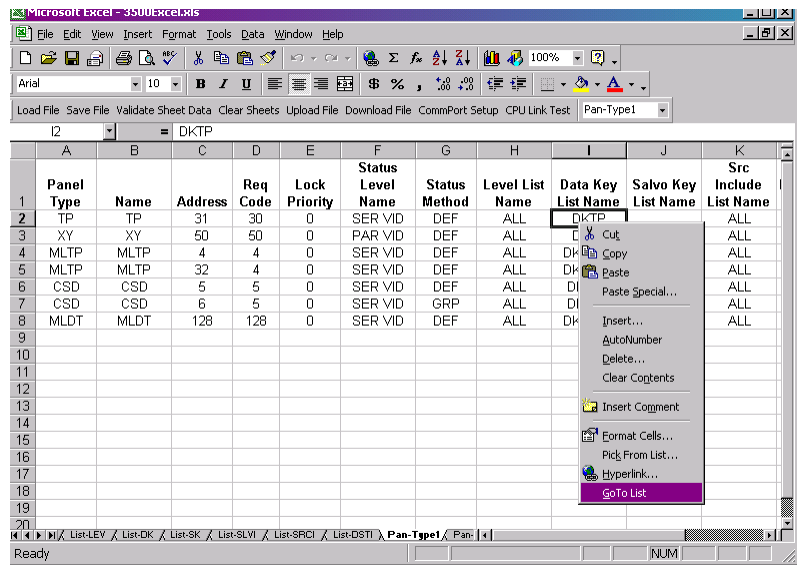 Microsoft Excel - 3500Excel.xls
File Edit View Insert Format Tools Data Window Help
100%
Arial 10 B I U $ % ,
Load File Save File Validate Sheet Data Clear Sheets Upload File Download File CommPort Setup CPU Link Test Pan-Type1
I2 = DKTP
A B C D E F G H I J K
1 Panel Type Name Address Req Code Lock Priority Status Level Name Status Method Level List Name Data Key List Name Salvo Key List Name Src Include List Name
2 TP TP 31 30 0 SER VID DEF ALL DKTP ALL
3 XY XY 50 50 0 PAR VID DEF ALL ALL
4 MLTP MLTP 4 4 0 SER VID DEF ALL ALL
5 MLTP MLTP 32 4 0 SER VID DEF ALL ALL
6 CSD CSD 5 5 0 SER VID DEF ALL ALL
7 CSD CSD 6 5 0 SER VID GRP ALL ALL
8 MLDT MLDT 128 128 0 SER VID DEF ALL ALL
9
10
11
12
13
14
15
16
17
18
19
20
Cut
Copy
Paste
Paste Special...
Insert...
AutoNumber
Delete...
Clear Contents
Insert Comment
Format Cells...
Pick From List...
Hyperlink...
GoTo List
List-LEV List-DK List-SK List-SLVI List-SRCI List-DSTI Pan-Type1 Pan-
Ready NUM